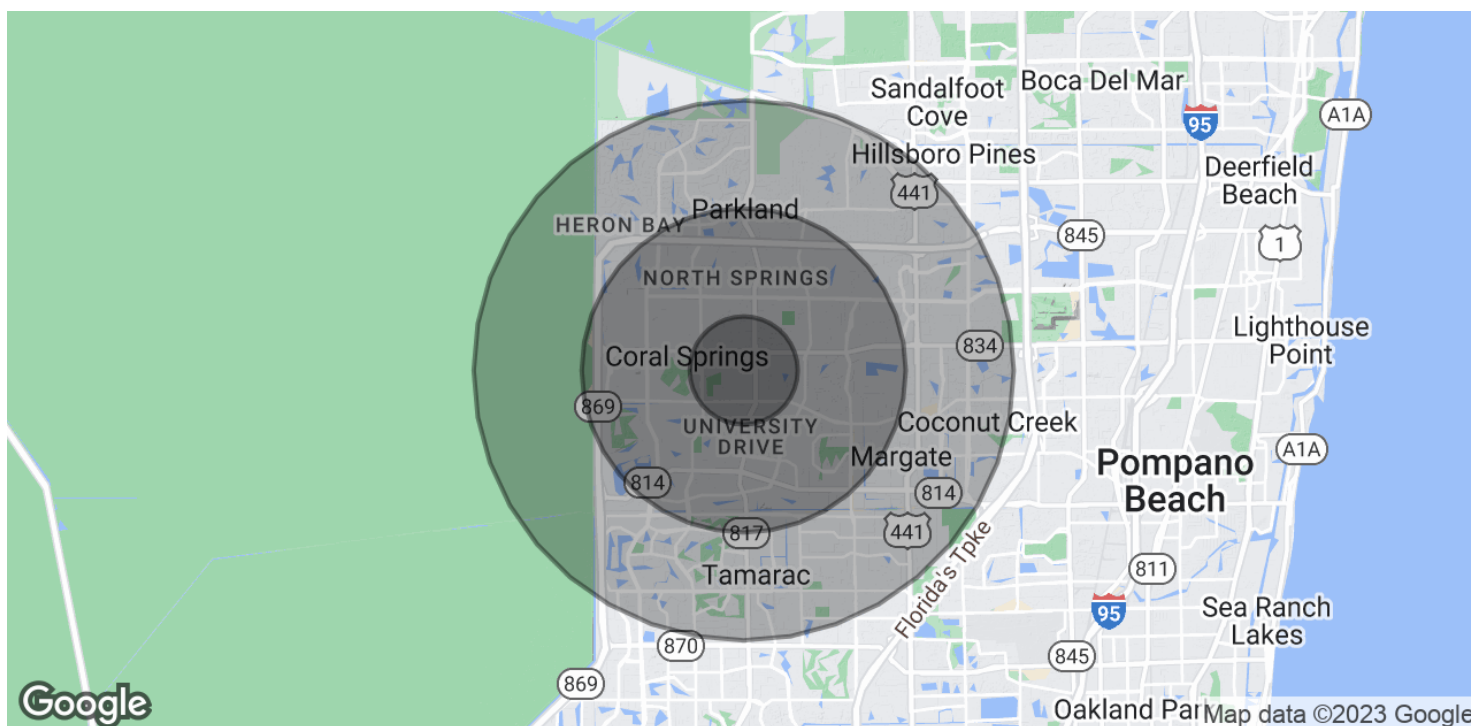 Sandalfoot
Cove
Boca Del Mar
95
A1A
Hillsboro Pines
441
Deerfield
Beach
Parkland
HERON BAY
845
1
NORTH SPRINGS
Lighthouse
Point
834
Coral Springs
869
UNIVERSITY
DRIVE
Coconut Creek
Margate
A1A
Pompano
Beach
814
814
817
441
Florida's Tpke
811
Tamarac
95
Sea Ranch
Lakes
870
845
869
Google
Oakland Par
Map data ©2023 Google